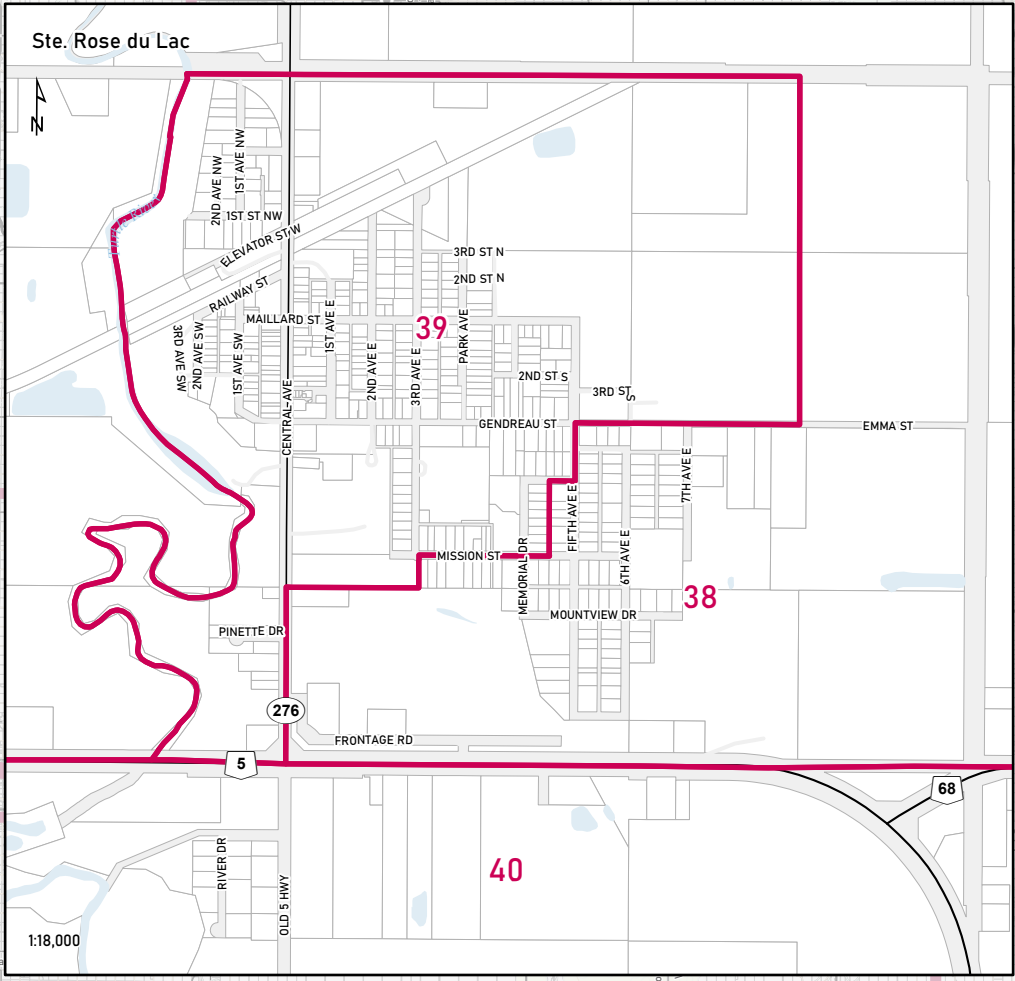 Ste. Rose du Lac
N
2ND AVE NW
1ST AVE NW
1ST ST NW
ELEVATOR ST W
RAILWAY ST
3RD ST N
2ND ST N
MAILLARD ST
39
3RD AVE SW
2ND AVE SW
1ST AVE SW
CENTRAL AVE
1ST AVE E
2ND AVE E
3RD AVE E
PARK AVE
2ND ST S
3RD ST S
GENDREAU ST
EMMA ST
7TH AVE E
FIFTH AVE E
6TH AVE E
MEMORIAL DR
MISSION ST
38
MOUNTVIEW DR
PINETTE DR
276
FRONTAGE RD
5
68
RIVER DR
OLD 5 HWY
40
1:18,000